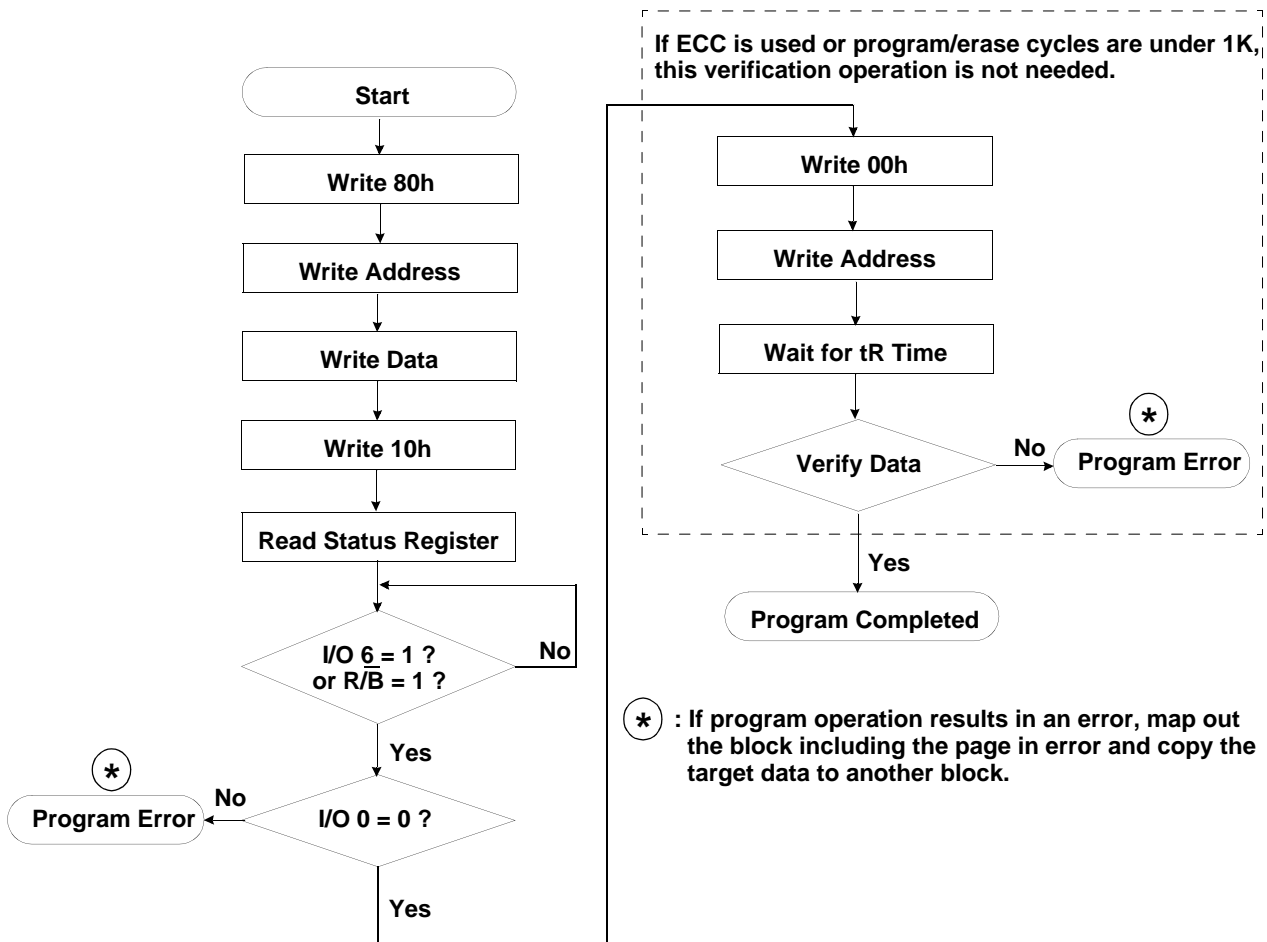 Start
Write 80h
Write Address
Write Data
Write 10h
Read Status Register
I/O 6 = 1 ?
or R/B̅ = 1 ?
No
Yes
*
No
Program Error
I/O 0 = 0 ?
Yes
If ECC is used or program/erase cycles are under 1K,
this verification operation is not needed.
Write 00h
Write Address
Wait for tR Time
*
Verify Data
No
Program Error
Yes
Program Completed
* : If program operation results in an error, map out
the block including the page in error and copy the
target data to another block.